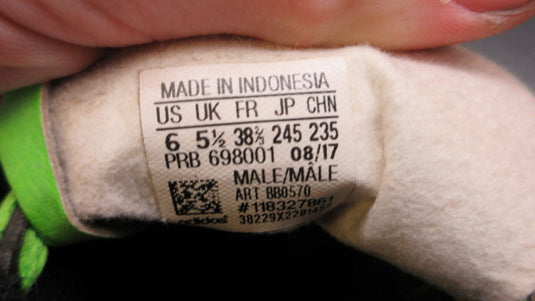 MADE IN INDONESIA
US UK FR JP CHN
6 5½ 38⅔ 245 235
PRB 698001 08/17
MALE/MÂLE
ART BB0570
adidas